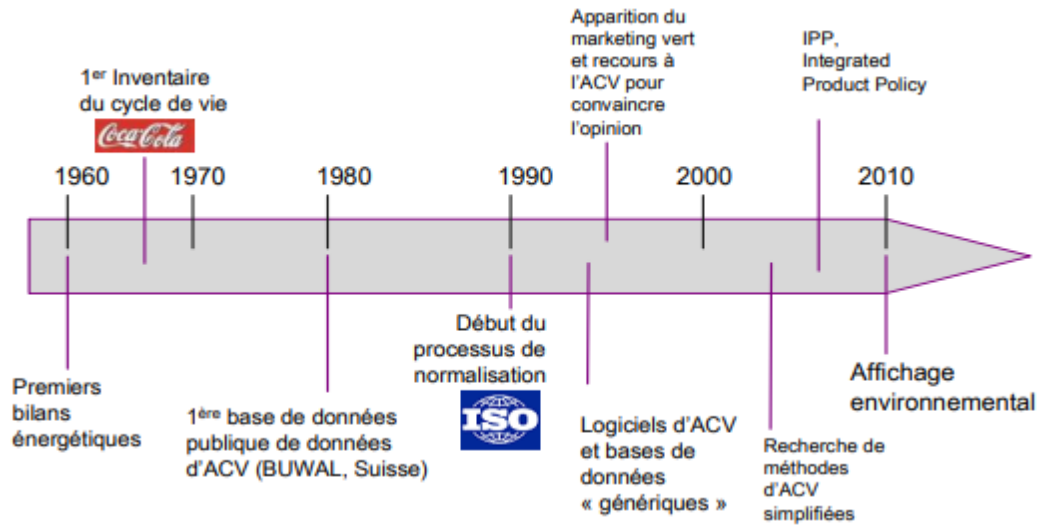 1er Inventaire
du cycle de vie
Coca-Cola
Apparition du
marketing vert
et recours à
l'ACV pour
convaincre
l'opinion
IPP,
Integrated
Product Policy
1960
1970
1980
1990
2000
2010
Premiers
bilans
énergétiques
1ère base de données
publique de données
d'ACV (BUWAL, Suisse)
Début du
processus de
normalisation
ISO
Logiciels d'ACV
et bases de
données
« génériques »
Recherche de
méthodes
d'ACV
simplifiées
Affichage
environnemental